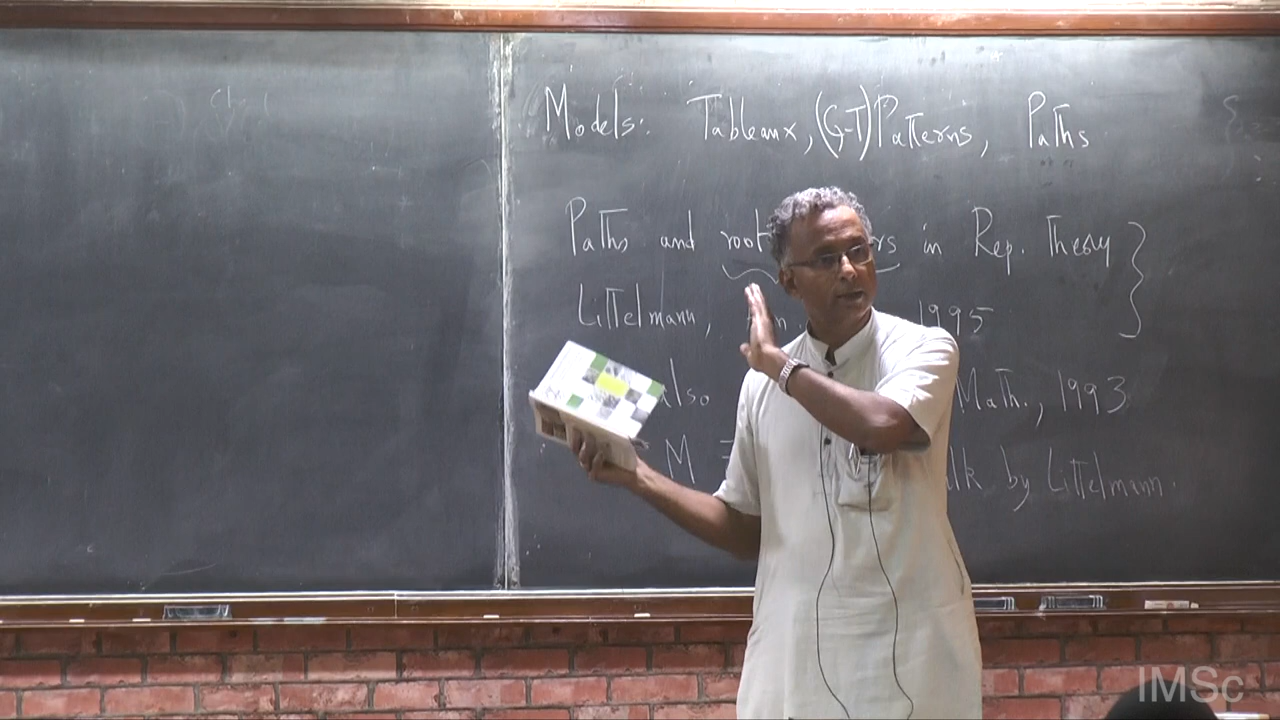 Models: Tableaux, (G-T) Patterns, Paths
Paths and root rs in Rep. Theory
Littelmann, 1995
also Math., 1993
M by Littelmann.
IMSc